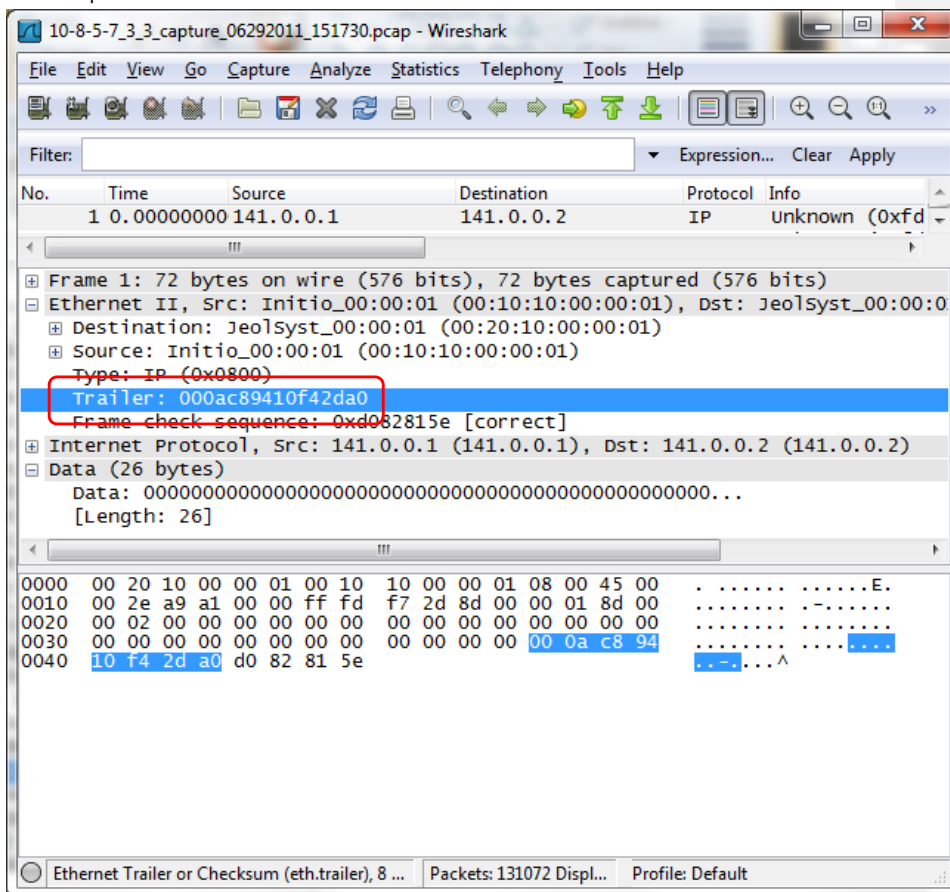 10-8-5-7_3_3_capture_06292011_151730.pcap - Wireshark
File Edit View Go Capture Analyze Statistics Telephony Tools Help
Filter: Expression... Clear Apply
No. Time Source Destination Protocol Info
1 0.00000000 141.0.0.1 141.0.0.2 IP Unknown (0xfd
Frame 1: 72 bytes on wire (576 bits), 72 bytes captured (576 bits)
Ethernet II, Src: Initio_00:00:01 (00:10:10:00:00:01), Dst: JeolSyst_00:00:0
Destination: JeolSyst_00:00:01 (00:20:10:00:00:01)
Source: Initio_00:00:01 (00:10:10:00:00:01)
Type: IP (0x0800)
Trailer: 000ac89410f42da0
Frame check sequence: 0xd082815e [correct]
Internet Protocol, Src: 141.0.0.1 (141.0.0.1), Dst: 141.0.0.2 (141.0.0.2)
Data (26 bytes)
Data: 000000000000000000000000000000000000000000000000...
[Length: 26]
0000 00 20 10 00 00 01 00 10 10 00 00 01 08 00 45 00 . ...... ......E.
0010 00 2e a9 a1 00 00 ff fd f7 2d 8d 00 00 01 8d 00 ........ .-......
0020 00 02 00 00 00 00 00 00 00 00 00 00 00 00 00 00 ........ ........
0030 00 00 00 00 00 00 00 00 00 00 00 00 00 0a c8 94 ........ ........
0040 10 f4 2d a0 d0 82 81 5e ..-....^
Ethernet Trailer or Checksum (eth.trailer), 8 ... Packets: 131072 Displ... Profile: Default